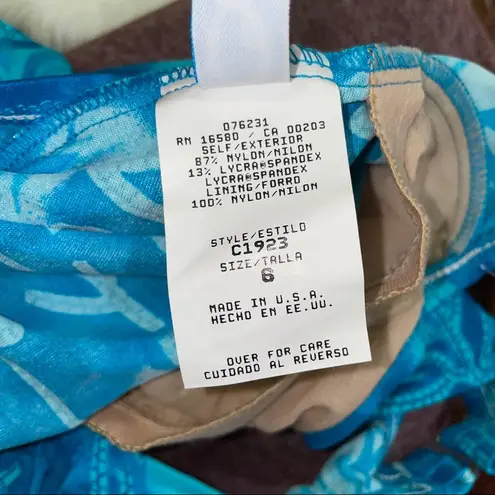 076231
RN 16580 / CA 00203
SELF/EXTERIOR
87% NYLON/NILON
13% LYCRA®SPANDEX
LYCRA®SPANDEX
LINING/FORRO
100% NYLON/NILON
STYLE/ESTILO
C1923
SIZE/TALLA
6
MADE IN U.S.A.
HECHO EN EE.UU.
OVER FOR CARE
CUIDADO AL REVERSO